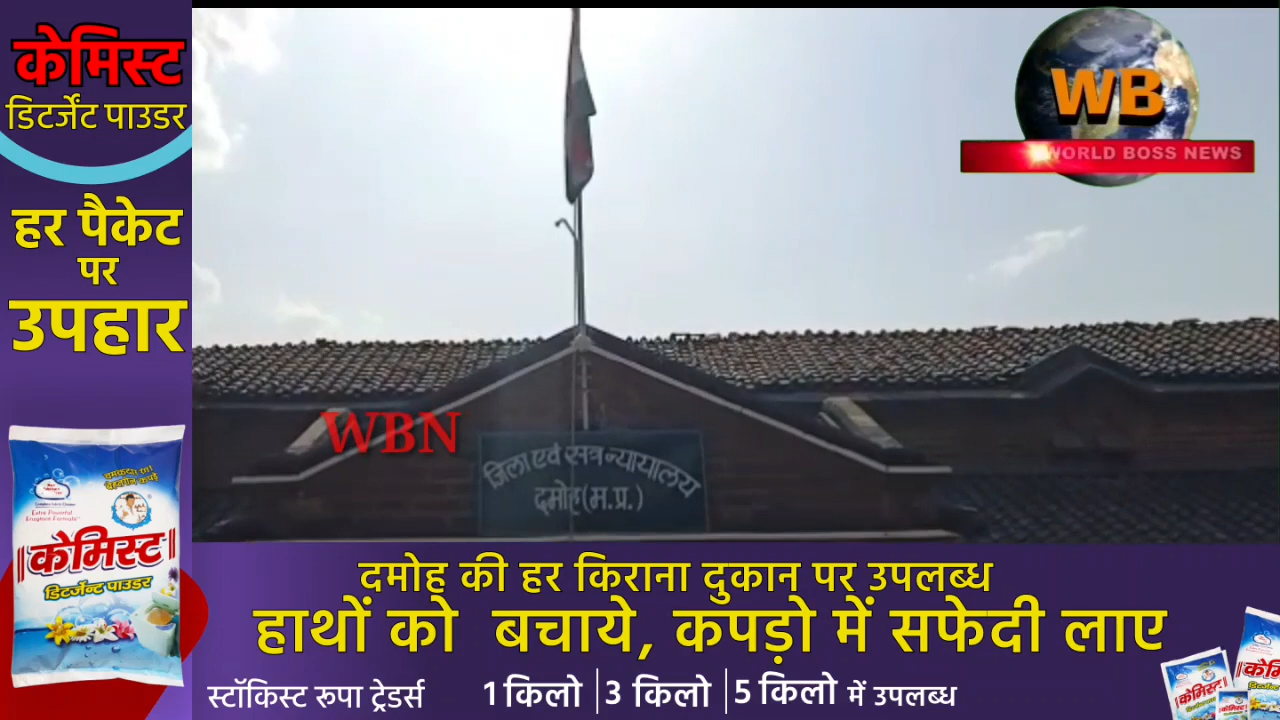 केमिस्ट
डिटर्जेंट पाउडर
हर पैकेट
पर
उपहार
WB
WORLD BOSS NEWS
WBN
जिला एवं सत्र न्यायालय
दमोह (म.प्र.)
केमिस्ट
डिटर्जेन्ट पाउडर
दमोह की हर किराना दुकान पर उपलब्ध
हाथों को बचाये, कपड़ो में सफेदी लाए
स्टॉकिस्ट रूपा ट्रेडर्स 1 किलो 3 किलो 5 किलो में उपलब्ध
केमिस्ट